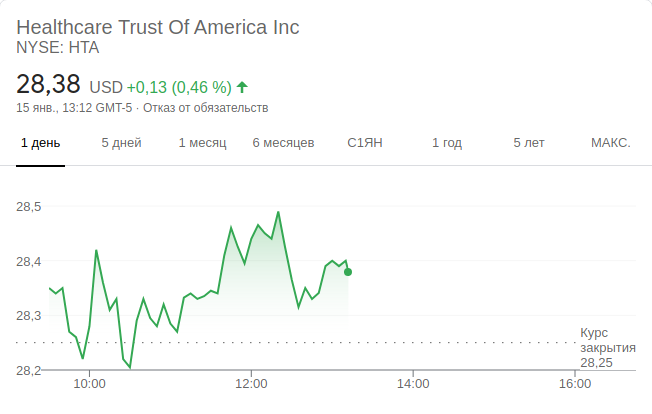 Healthcare Trust Of America Inc
NYSE: HTA
28,38 USD +0,13 (0,46 %)
15 янв., 13:12 GMT-5 · Отказ от обязательств
1 день 5 дней 1 месяц 6 месяцев С1ЯН 1 год 5 лет МАКС.
28,5
28,4
28,3
28,2
Курс
закрытия
28,25
10:00 12:00 14:00 16:00